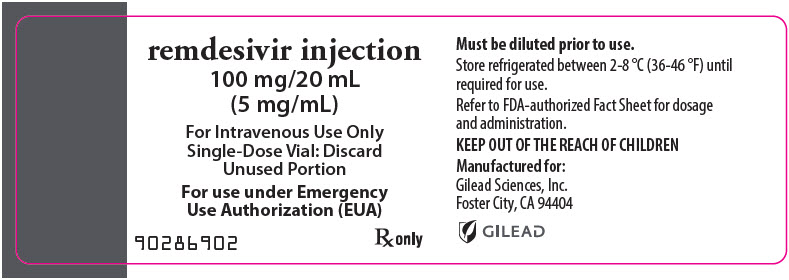 remdesivir injection
100 mg/20 mL
(5 mg/mL)
For Intravenous Use Only
Single-Dose Vial: Discard
Unused Portion
For use under Emergency
Use Authorization (EUA)
90286902
Rx only
Must be diluted prior to use.
Store refrigerated between 2-8 °C (36-46 °F) until
required for use.
Refer to FDA-authorized Fact Sheet for dosage
and administration.
KEEP OUT OF THE REACH OF CHILDREN
Manufactured for:
Gilead Sciences, Inc.
Foster City, CA 94404
GILEAD